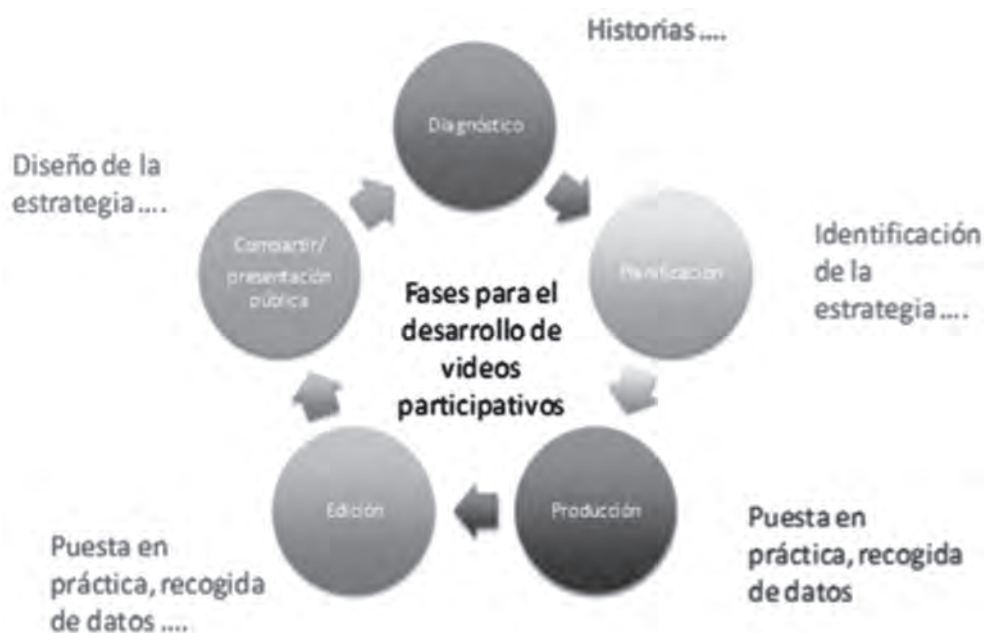 Historias ....
Diagnóstico
Diseño de la
estrategia ....
Compartir/
presentación
pública
Planificación
Identificación
de la
estrategia ....
Fases para el
desarrollo de
videos
participativos
Edición
Producción
Puesta en
práctica, recogida
de datos ....
Puesta en
práctica, recogida
de datos